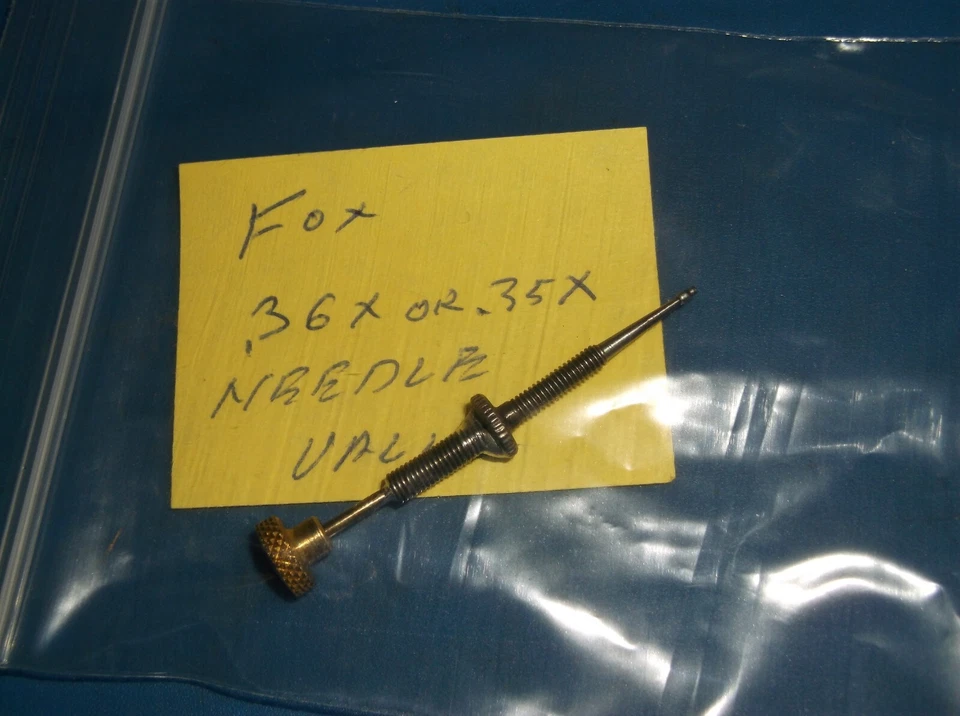 Fox
.36X OR .35X
NEEDLE